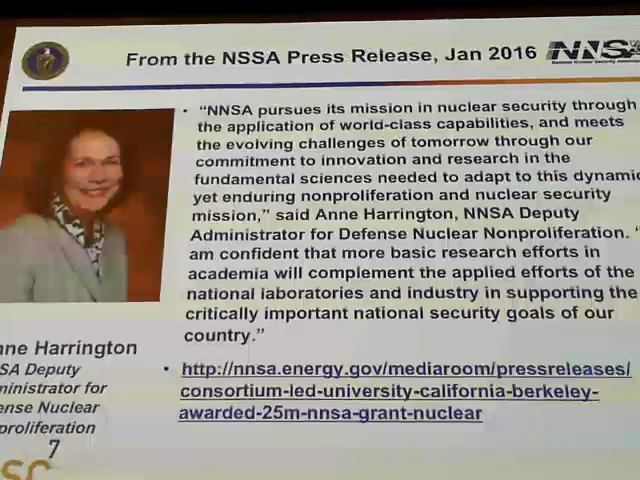 From the NSSA Press Release, Jan 2016
NNS
• “NNSA pursues its mission in nuclear security through
the application of world-class capabilities, and meets
the evolving challenges of tomorrow through our
commitment to innovation and research in the
fundamental sciences needed to adapt to this dynamic
yet enduring nonproliferation and nuclear security
mission,” said Anne Harrington, NNSA Deputy
Administrator for Defense Nuclear Nonproliferation. “
am confident that more basic research efforts in
academia will complement the applied efforts of the
national laboratories and industry in supporting the
critically important national security goals of our
country.”
• http://nnsa.energy.gov/mediaroom/pressreleases/
consortium-led-university-california-berkeley-
awarded-25m-nnsa-grant-nuclear
nne Harrington
SA Deputy
ministrator for
ense Nuclear
nproliferation
7
SC